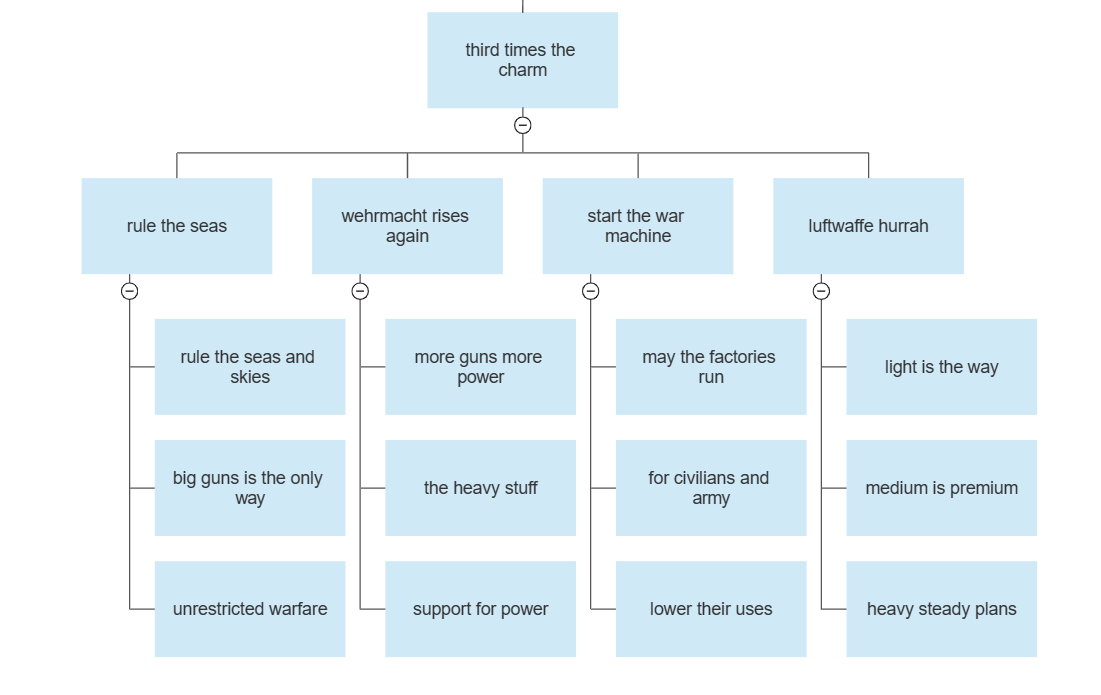 third times the
charm
rule the seas
wehrmacht rises
again
start the war
machine
luftwaffe hurrah
rule the seas and
skies
more guns more
power
may the factories
run
light is the way
big guns is the only
way
the heavy stuff
for civilians and
army
medium is premium
unrestricted warfare
support for power
lower their uses
heavy steady plans